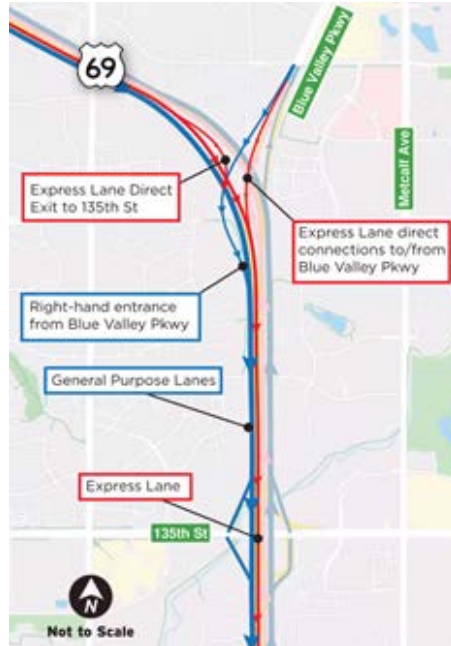 69
Blue Valley Pkwy
Metcalf Ave
Express Lane Direct
Exit to 135th St
Express Lane direct
connections to/from
Blue Valley Pkwy
Right-hand entrance
from Blue Valley Pkwy
General Purpose Lanes
Express Lane
135th St
N
Not to Scale